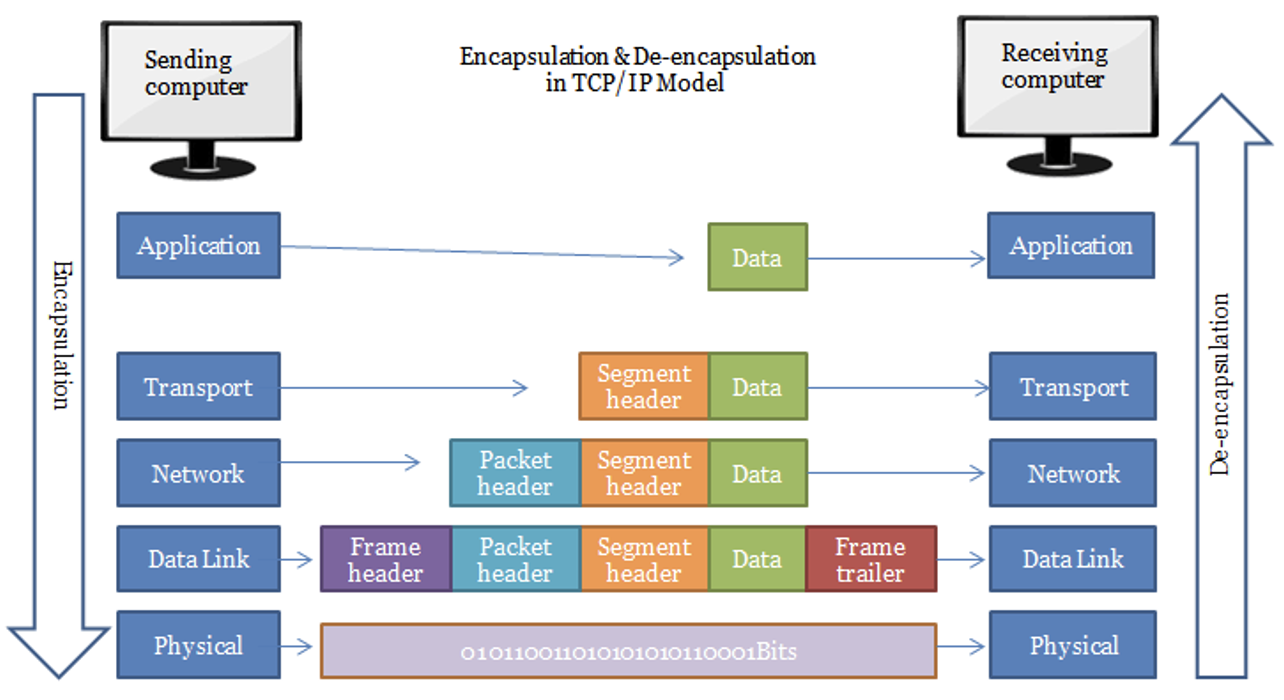 Sending
computer
Encapsulation & De-encapsulation
in TCP/IP Model
Receiving
computer
Encapsulation
De-encapsulation
Application
Data
Application
Transport
Segment
header
Data
Transport
Network
Packet
header
Segment
header
Data
Network
Data Link
Frame
header
Packet
header
Segment
header
Data
Frame
trailer
Data Link
Physical
0101100110101010110001Bits
Physical